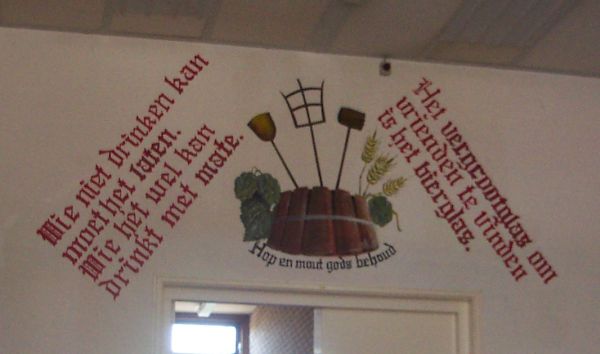 Wie niet drinken kan
moet het laten.
Wie het wel kan
drinkt met mate.
Hop en mout gods behoud
Het vergrootglas om
vrienden te vinden
is het bierglas.